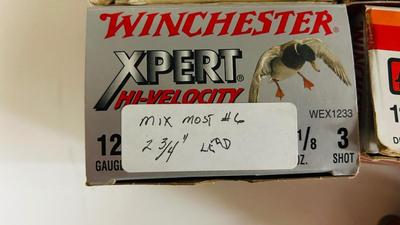 WINCHESTER
XPERT®
HI-VELOCITY
WEX1233
MIX MOST #6
2 3/4" LEAD
12 1/8 3
GAUGE OZ. SHOT